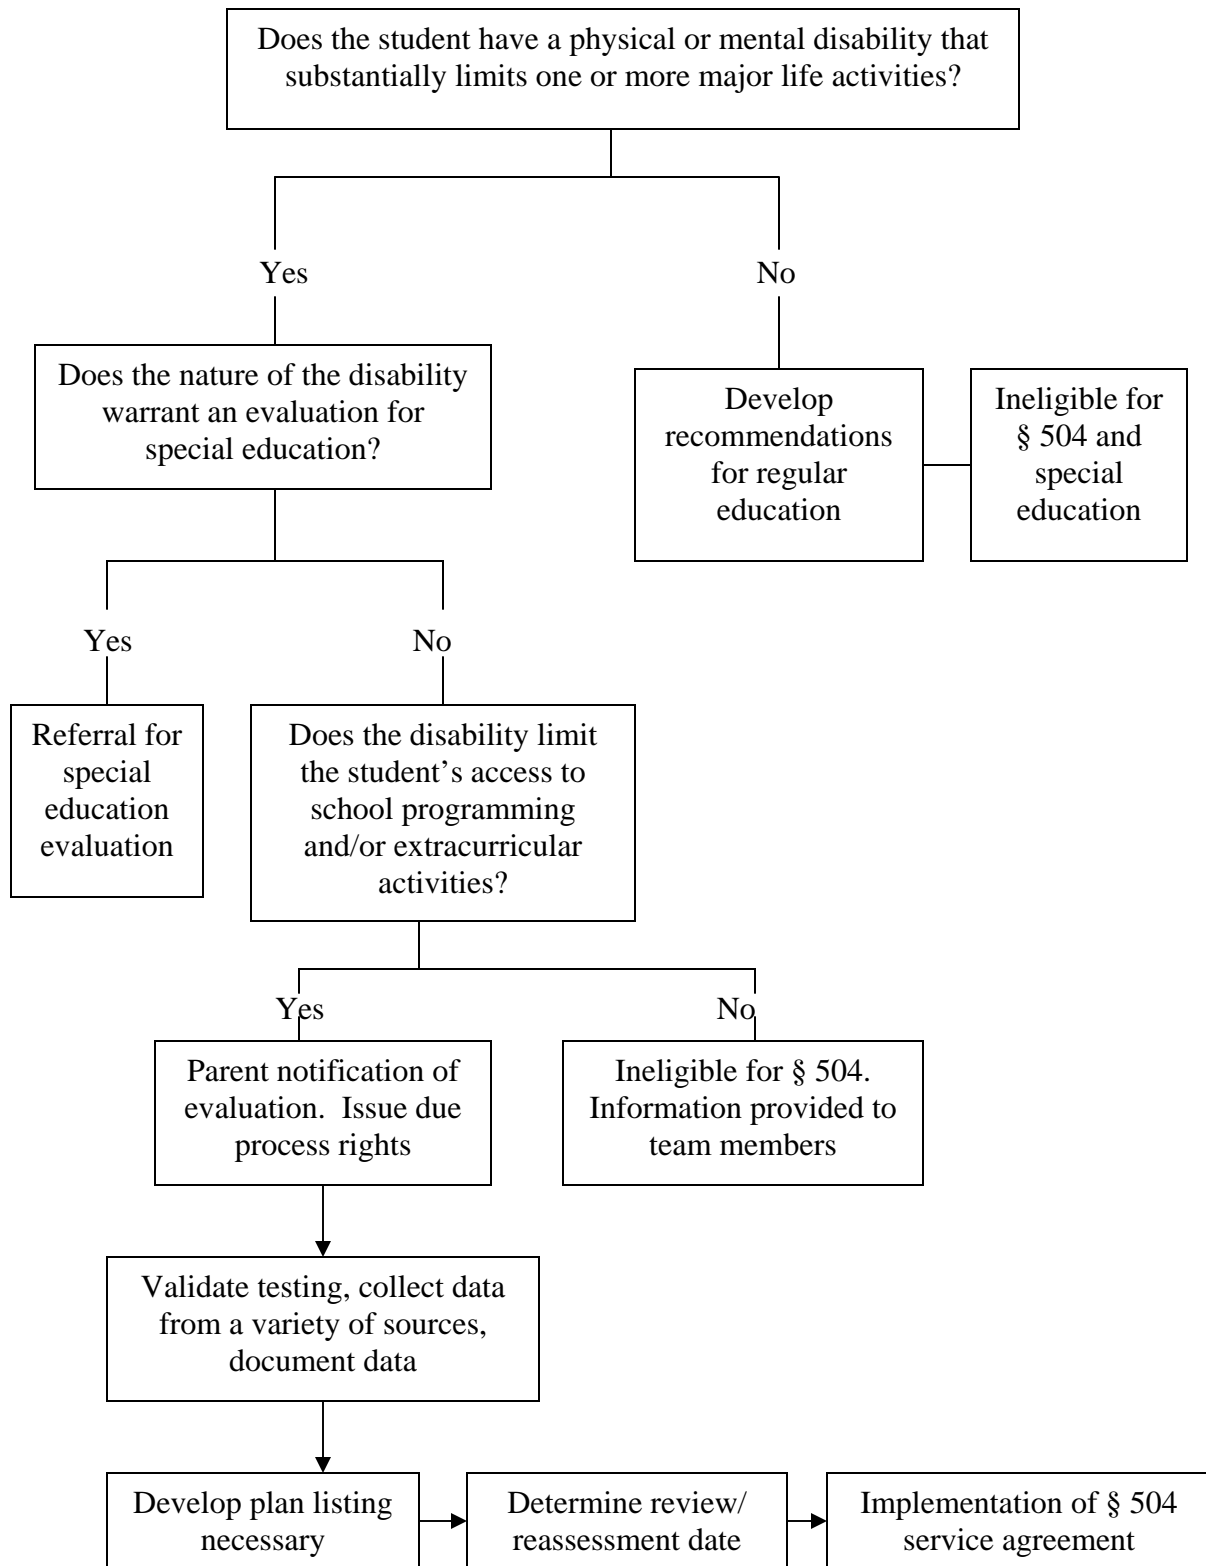 Does the student have a physical or mental disability that
substantially limits one or more major life activities?
Yes
No
Does the nature of the disability
warrant an evaluation for
special education?
Develop
recommendations
for regular
education
Ineligible for
§ 504 and
special
education
Yes
No
Referral for
special
education
evaluation
Does the disability limit
the student’s access to
school programming
and/or extracurricular
activities?
Yes
No
Parent notification of
evaluation.  Issue due
process rights
Ineligible for § 504.
Information provided to
team members
Validate testing, collect data
from a variety of sources,
document data
Develop plan listing
necessary
Determine review/
reassessment date
Implementation of § 504
service agreement